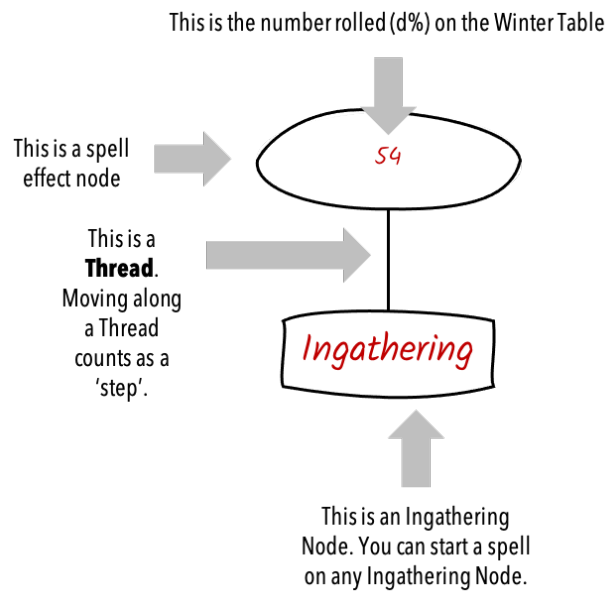 This is the number rolled (d%) on the Winter Table
54
This is a spell
effect node
This is a
Thread.
Moving along
a Thread
counts as a
‘step’.
Ingathering
This is an Ingathering
Node. You can start a spell
on any Ingathering Node.